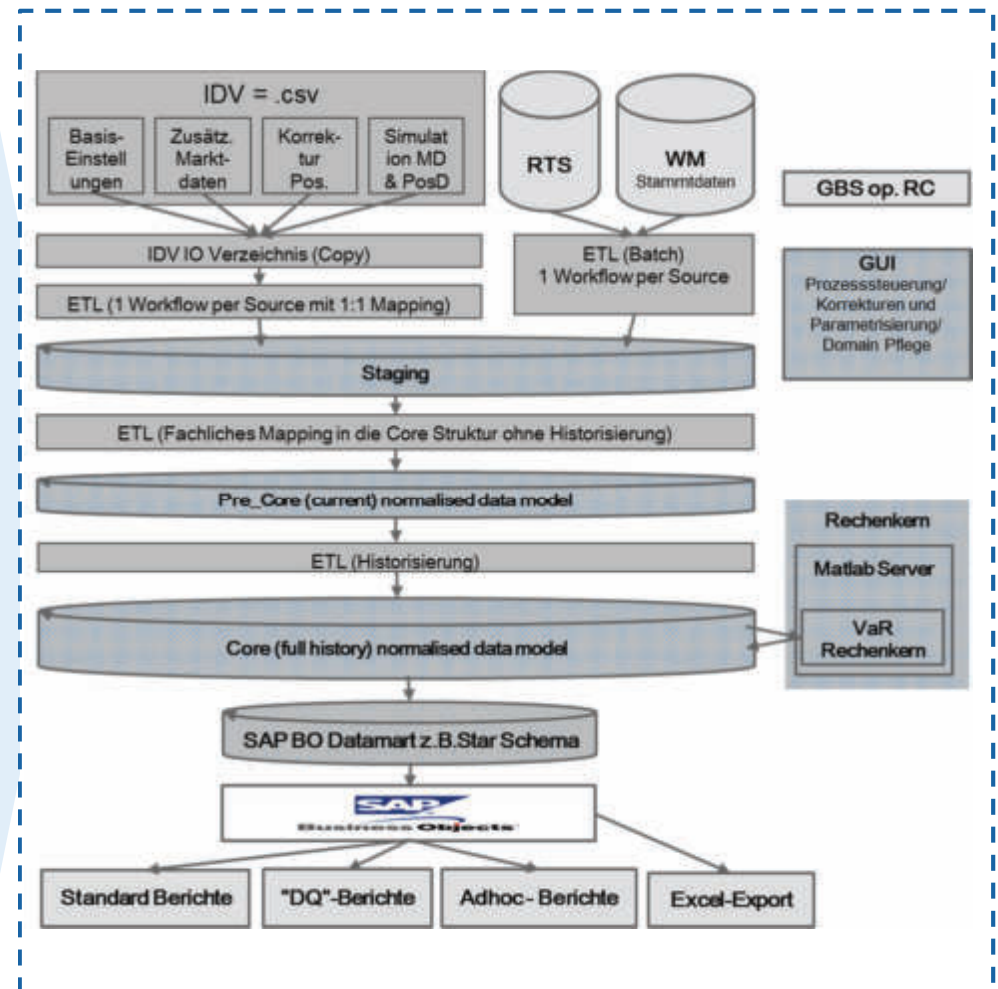 IDV = .csv
Basis-
Einstell
ungen
Zusätz.
Markt-
daten
Korrek-
tur
Pos.
Simulat
ion MD
& PosD
RTS
WM
Stammtdaten
GBS op. RC
IDV IO Verzeichnis (Copy)
ETL (Batch)
1 Workflow per Source
GUI
Prozesssteuerung/
Korrekturen und
Parametrisierung/
Domain Pflege
ETL (1 Workflow per Source mit 1:1 Mapping)
Staging
ETL (Fachliches Mapping in die Core Struktur ohne Historisierung)
Pre_Core (current) normalised data model
Rechenkern
Matlab Server
VaR
Rechenkern
ETL (Historisierung)
Core (full history) normalised data model
SAP BO Datamart z.B.Star Schema
SAP
Business Objects
Standard Berichte
"DQ"-Berichte
Adhoc- Berichte
Excel-Export